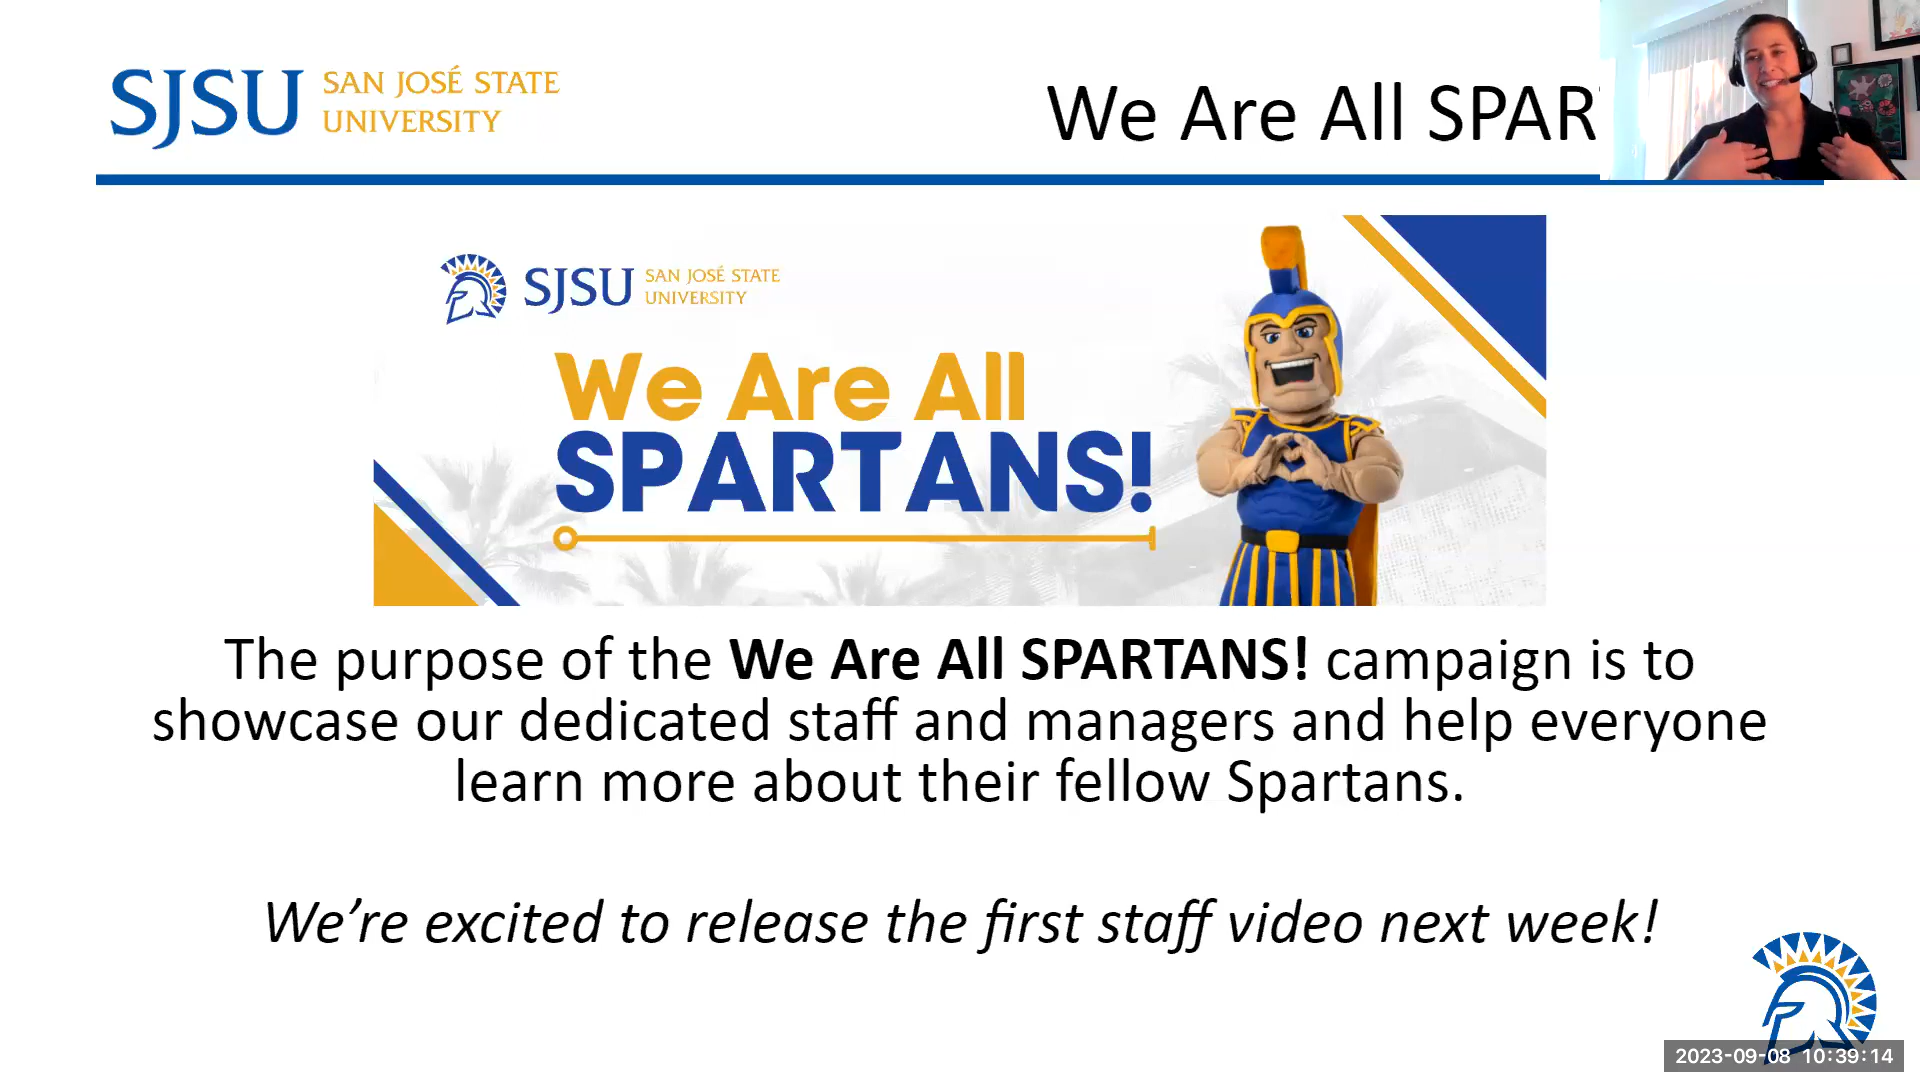 SJSU SAN JOSÉ STATE
UNIVERSITY
We Are All SPAR
SJSU SAN JOSÉ STATE
UNIVERSITY
We Are All
SPARTANS!
The purpose of the We Are All SPARTANS! campaign is to
showcase our dedicated staff and managers and help everyone
learn more about their fellow Spartans.
We’re excited to release the first staff video next week!
2023-09-08 10:39:14